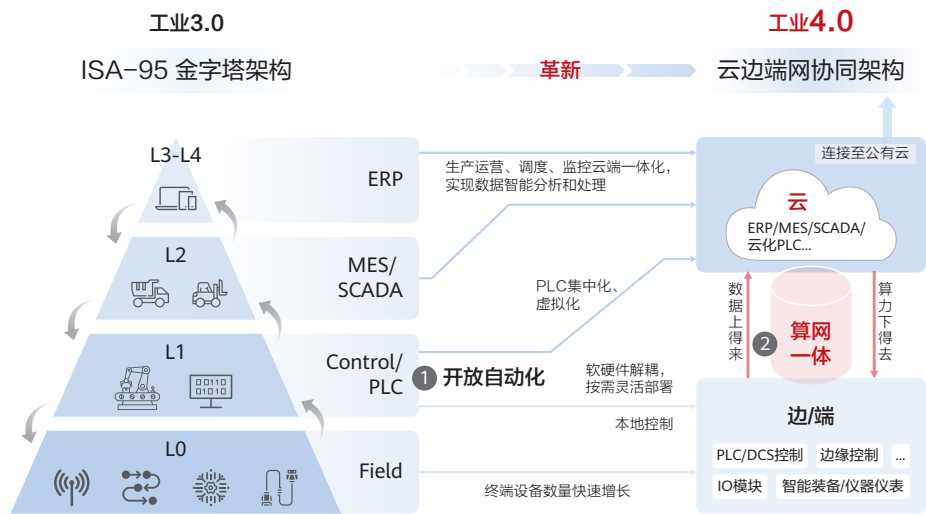 工业3.0
工业4.0
ISA-95 金字塔架构
革新
云边端网协同架构
L3-L4
ERP
生产运营、调度、监控云端一体化，
实现数据智能分析和处理
连接至公有云
云
ERP/MES/SCADA/
云化PLC...
L2
MES/
SCADA
PLC集中化、
虚拟化
数据上得来
2
算网
一体
算力下得去
L1
Control/
PLC
1 开放自动化
软硬件解耦，
按需灵活部署
本地控制
边/端
PLC/DCS控制
边缘控制
...
IO模块
智能装备/仪器仪表
L0
Field
终端设备数量快速增长
00110
11010